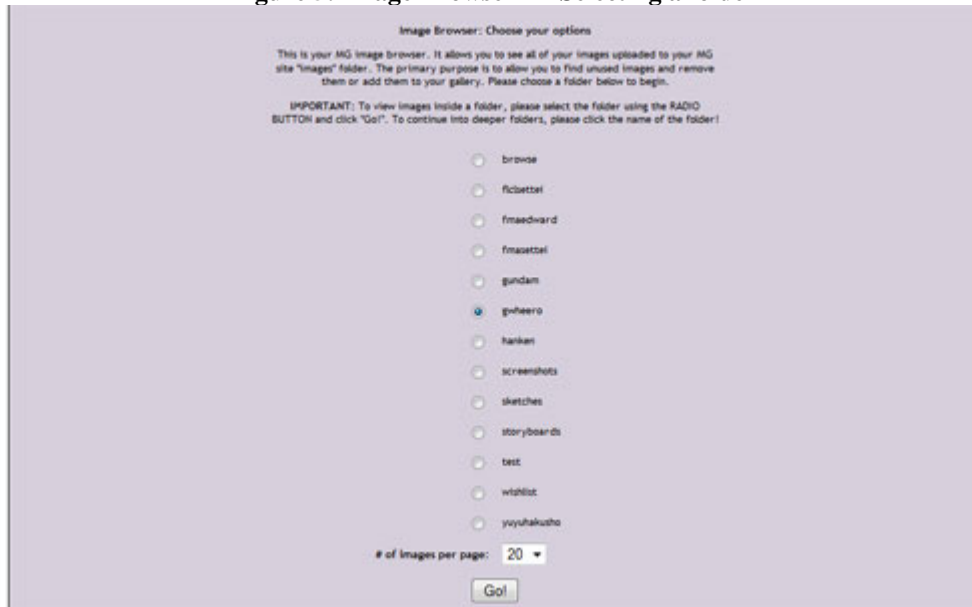 Image Browser: Choose your options
This is your MG image browser. It allows you to see all of your images uploaded to your MG
site "images" folder. The primary purpose is to allow you to find unused images and remove
them or add them to your gallery. Please choose a folder below to begin.
IMPORTANT: To view images inside a folder, please select the folder using the RADIO
BUTTON and click "Go!". To continue into deeper folders, please click the name of the folder!
browse
flclsettei
fmaedward
fmasettei
gundam
gwheero
hanken
screenshots
sketches
storyboards
test
wishlist
yuyuhakusho
# of images per page: 20
Go!